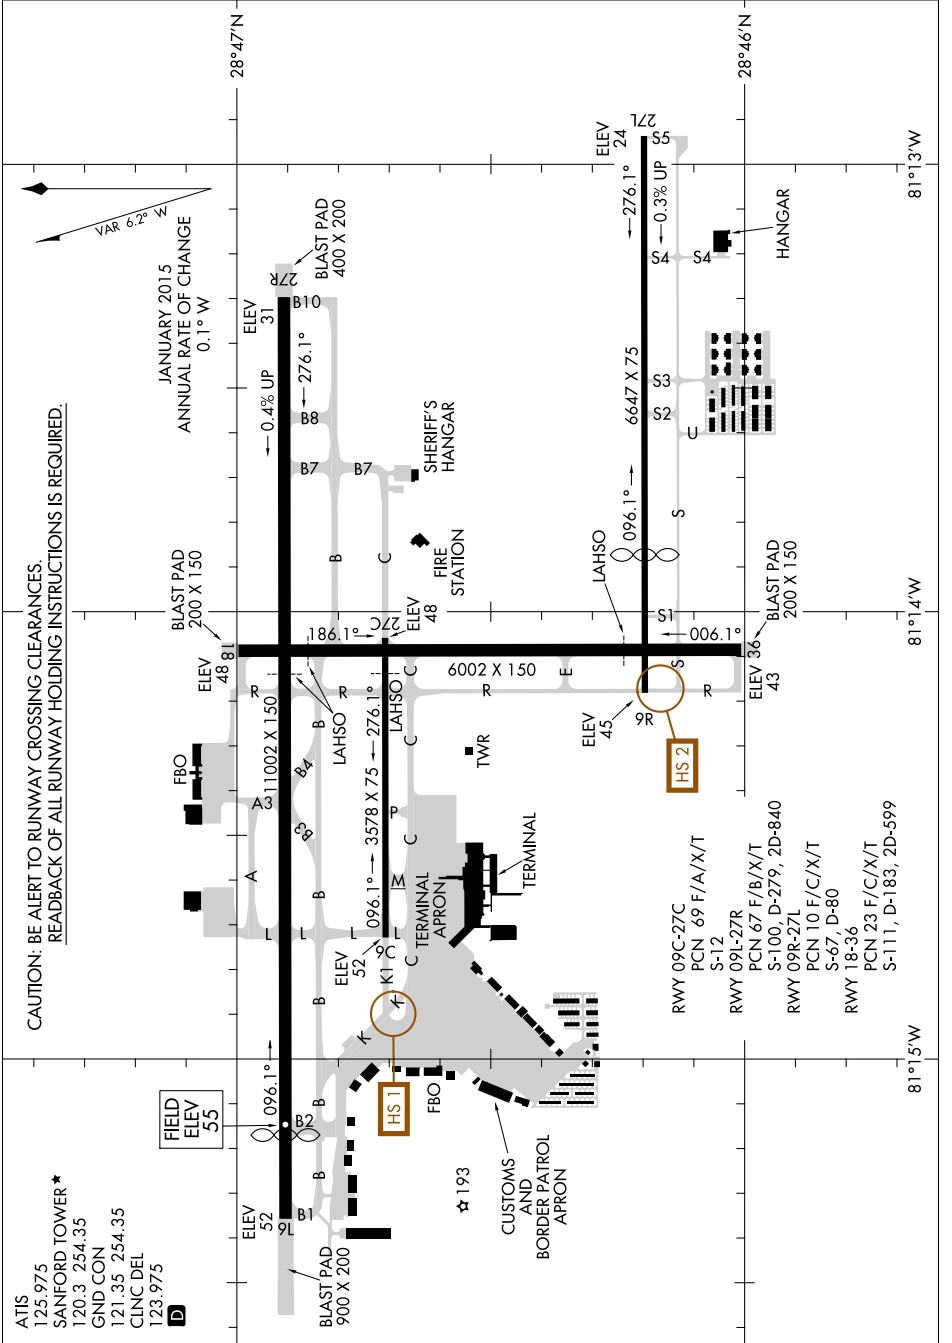 ATIS
125.975
SANFORD TOWER★
120.3 254.35
GND CON
121.35 254.35
CLNC DEL
123.975
D
CAUTION: BE ALERT TO RUNWAY CROSSING CLEARANCES.
READBACK OF ALL RUNWAY HOLDING INSTRUCTIONS IS REQUIRED.
JANUARY 2015
ANNUAL RATE OF CHANGE
0.1° W
VAR 6.2° W
28°47'N
28°46'N
81°15'W
81°14'W
81°13'W
FIELD
ELEV
55
ELEV
52
9L
BLAST PAD
900 X 200
096.1°
11002 X 150
0.4% UP
276.1°
ELEV
31
27R
BLAST PAD
400 X 200
B1
B2
B
B
B
B
B
B
B3
B4
B7
B7
B8
B10
A
A3
L
L
L
L
FBO
ELEV
48
18
BLAST PAD
200 X 150
186.1°
6002 X 150
006.1°
36
ELEV
43
BLAST PAD
200 X 150
R
R
R
R
LAHSO
LAHSO
LAHSO
ELEV
52
9C
096.1°
3578 X 75
276.1°
27C
ELEV
48
K
K
K1
C
C
C
C
C
M
P
E
TERMINAL
APRON
TERMINAL
TWR
FIRE
STATION
SHERIFF'S
HANGAR
HS 1
FBO
CUSTOMS
AND
BORDER PATROL
APRON
☆193
HS 2
ELEV
45
9R
096.1°
6647 X 75
276.1°
0.3% UP
ELEV
24
27L
S
S
S1
S2
S3
S4
S4
S5
U
HANGAR
RWY 09C-27C
PCN 69 F/A/X/T
S-12
RWY 09L-27R
PCN 67 F/B/X/T
S-100, D-279, 2D-840
RWY 09R-27L
PCN 10 F/C/X/T
S-67, D-80
RWY 18-36
PCN 23 F/C/X/T
S-111, D-183, 2D-599